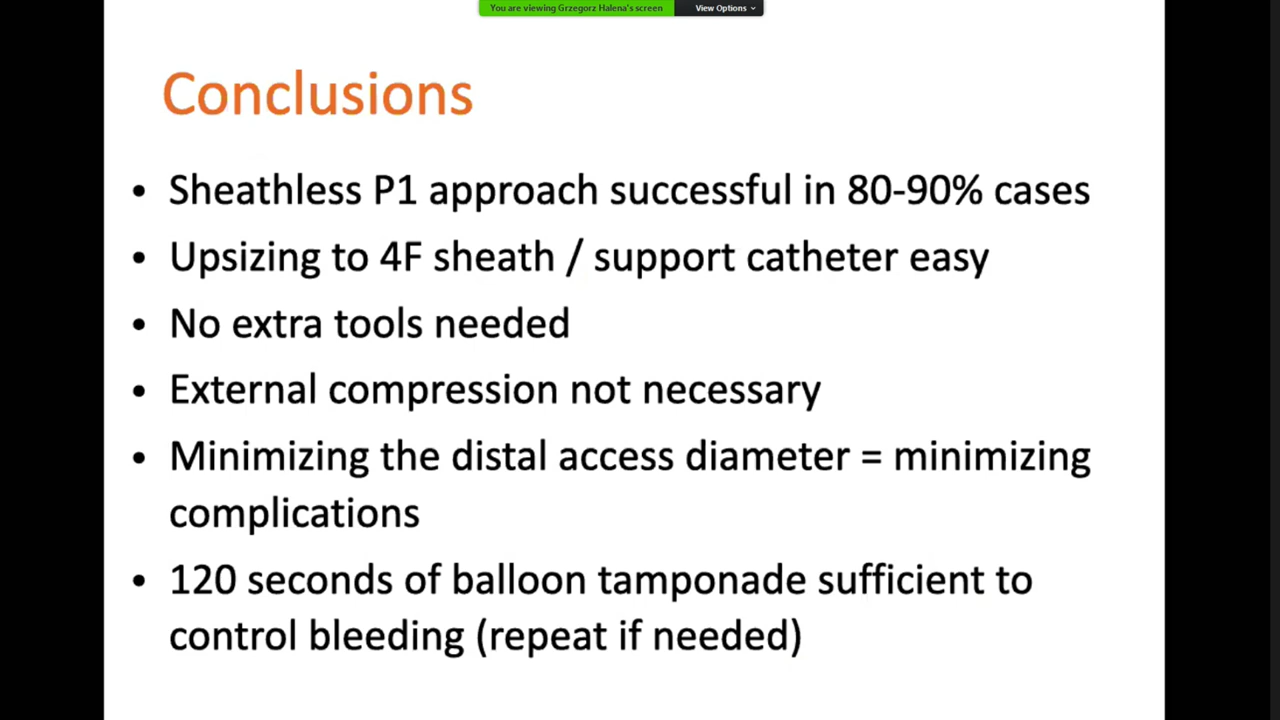 You are viewing Grzegorz Halena's screen
View Options
Conclusions
• Sheathless P1 approach successful in 80-90% cases
• Upsizing to 4F sheath / support catheter easy
• No extra tools needed
• External compression not necessary
• Minimizing the distal access diameter = minimizing
complications
• 120 seconds of balloon tamponade sufficient to
control bleeding (repeat if needed)